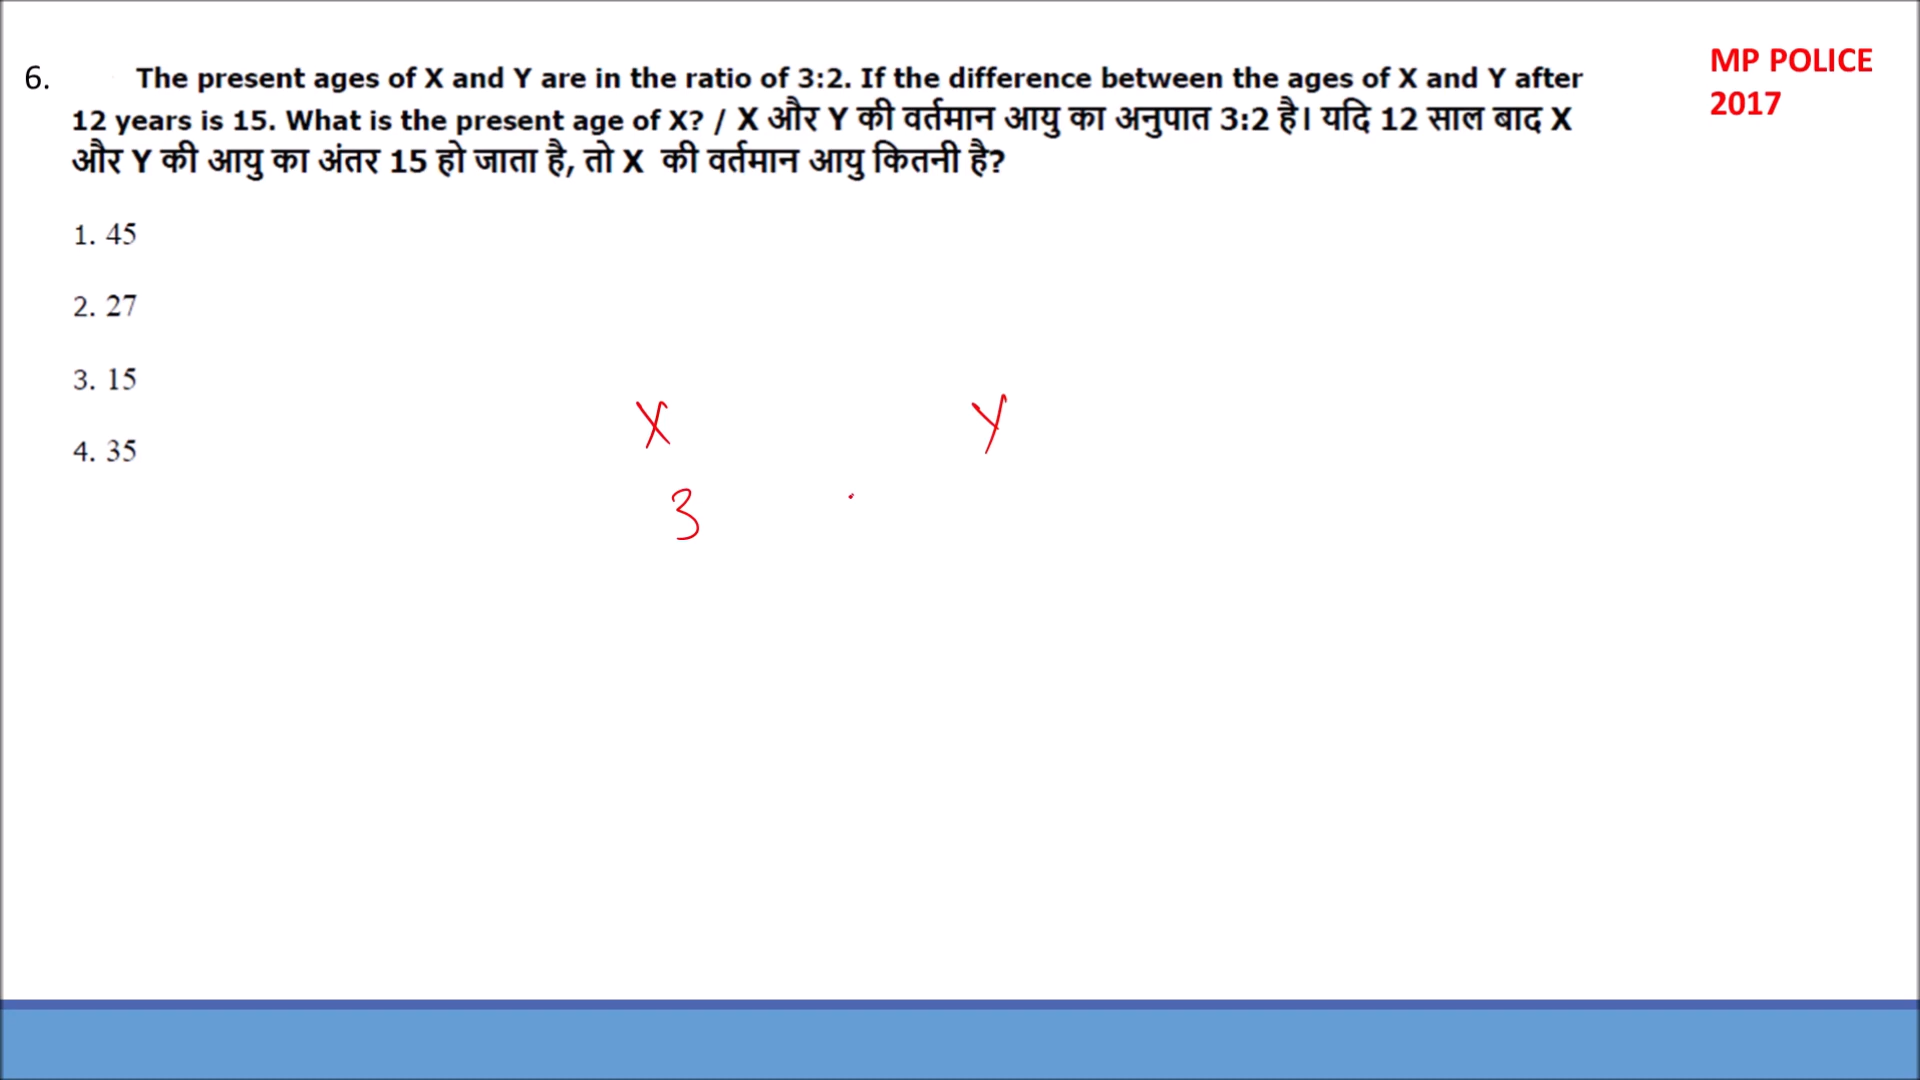 6. The present ages of X and Y are in the ratio of 3:2. If the difference between the ages of X and Y after
12 years is 15. What is the present age of X? / X और Y की वर्तमान आयु का अनुपात 3:2 है। यदि 12 साल बाद X
और Y की आयु का अंतर 15 हो जाता है, तो X की वर्तमान आयु कितनी है?
MP POLICE
2017
1. 45
2. 27
3. 15
4. 35
X Y
3